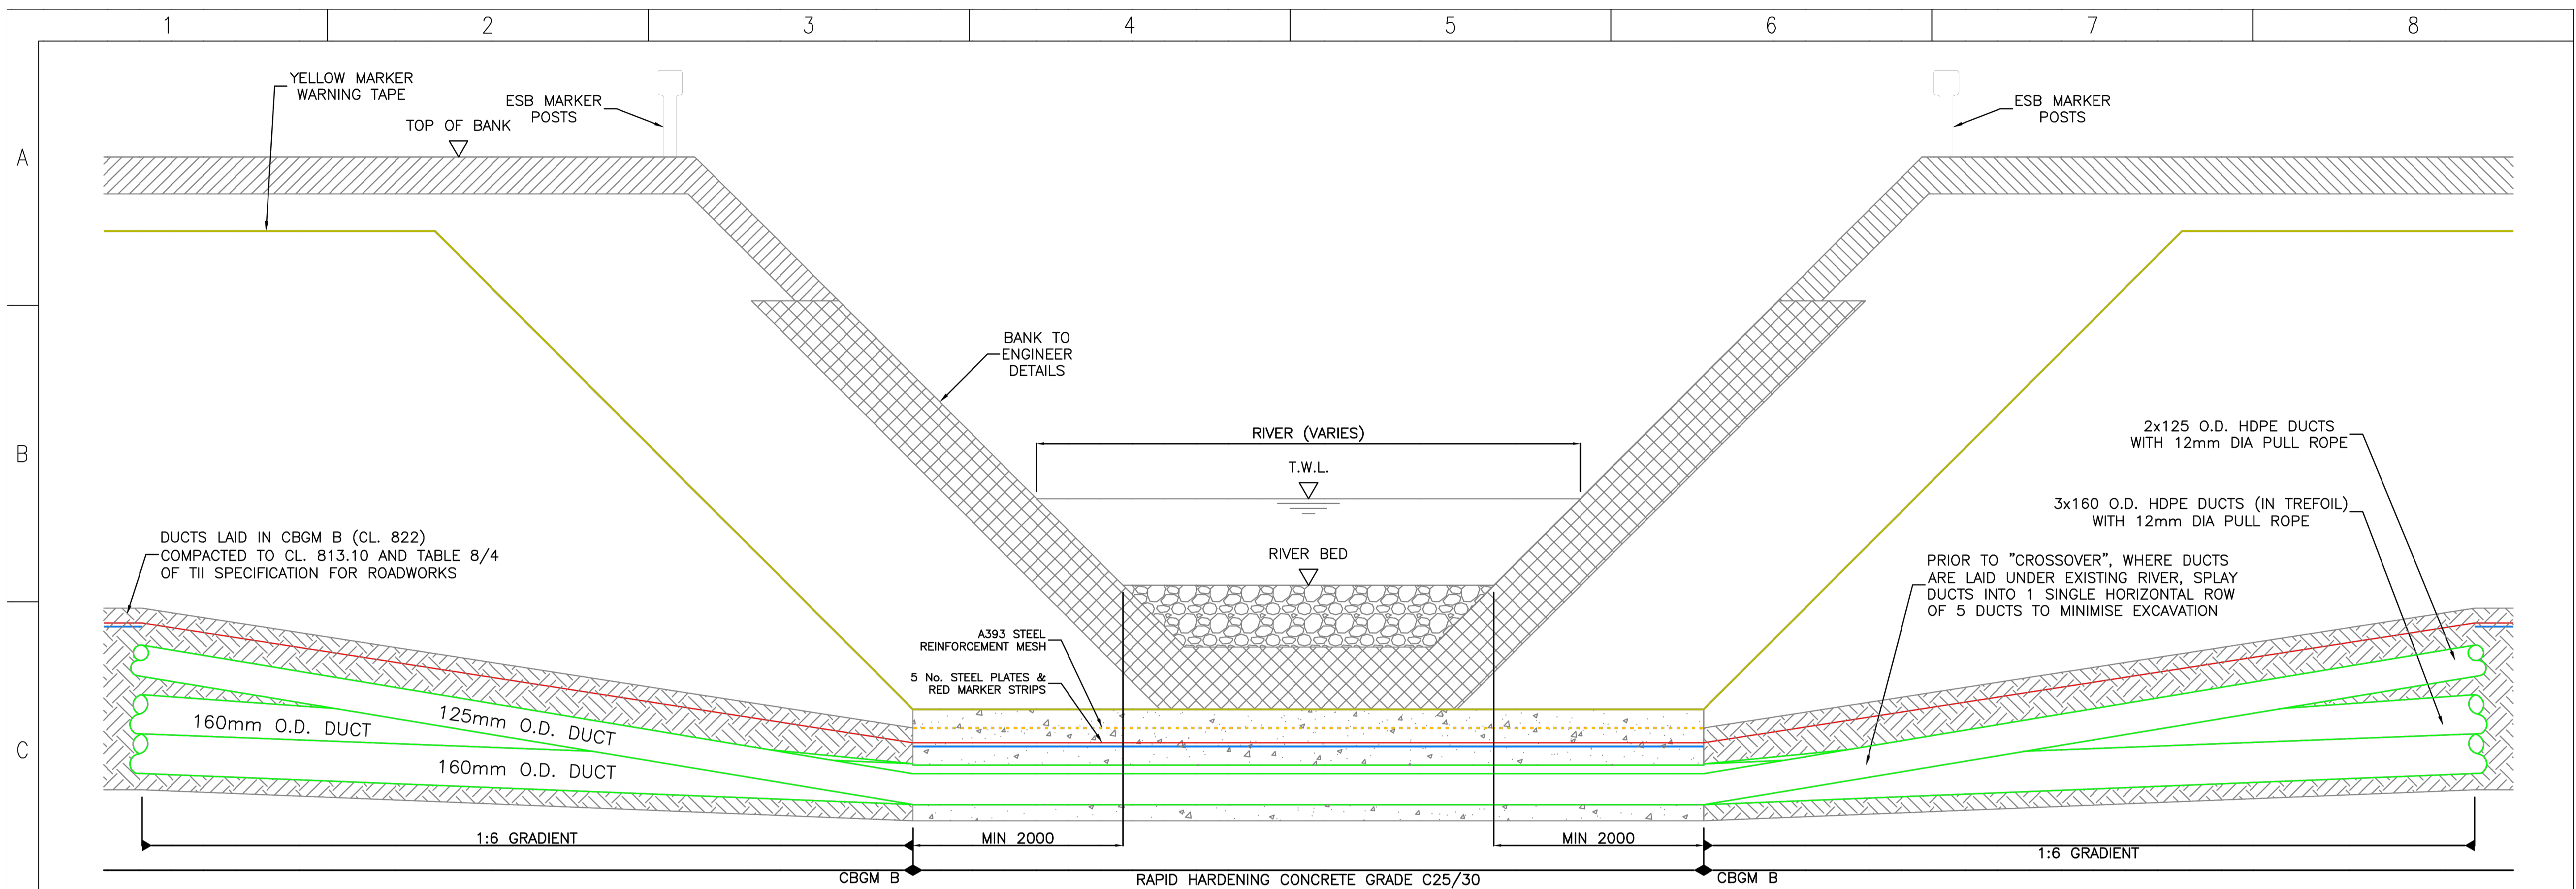 1 2 3 4 5 6 7 8
YELLOW MARKER
WARNING TAPE
ESB MARKER
POSTS
TOP OF BANK
ESB MARKER
POSTS
A
BANK TO
ENGINEER
DETAILS
RIVER (VARIES)
T.W.L.
RIVER BED
B
2x125 O.D. HDPE DUCTS
WITH 12mm DIA PULL ROPE
3x160 O.D. HDPE DUCTS (IN TREFOIL)
WITH 12mm DIA PULL ROPE
DUCTS LAID IN CBGM B (CL. 822)
COMPACTED TO CL. 813.10 AND TABLE 8/4
OF TII SPECIFICATION FOR ROADWORKS
PRIOR TO "CROSSOVER", WHERE DUCTS
ARE LAID UNDER EXISTING RIVER, SPLAY
DUCTS INTO 1 SINGLE HORIZONTAL ROW
OF 5 DUCTS TO MINIMISE EXCAVATION
A393 STEEL
REINFORCEMENT MESH
5 No. STEEL PLATES &
RED MARKER STRIPS
C
160mm O.D. DUCT
125mm O.D. DUCT
160mm O.D. DUCT
1:6 GRADIENT
MIN 2000
MIN 2000
1:6 GRADIENT
CBGM B
RAPID HARDENING CONCRETE GRADE C25/30
CBGM B